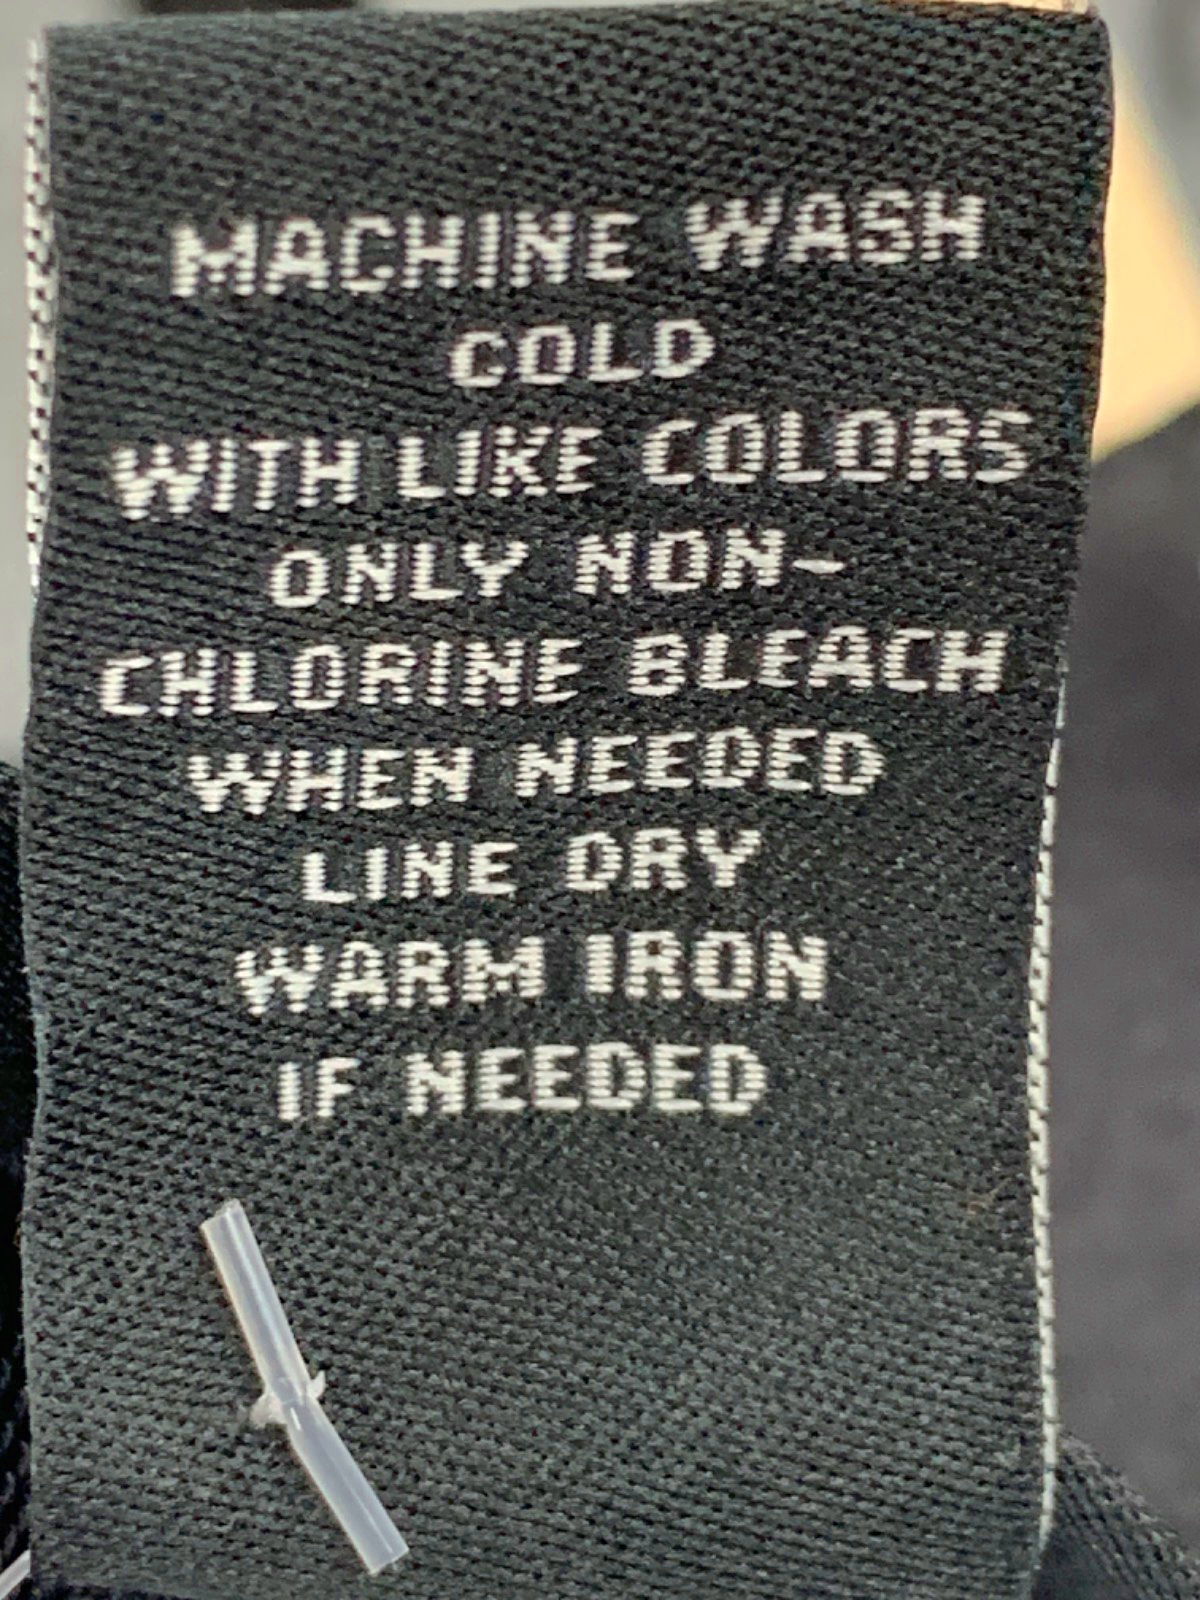 MACHINE WASH
COLD
WITH LIKE COLORS
ONLY NON-
CHLORINE BLEACH
WHEN NEEDED
LINE DRY
WARM IRON
IF NEEDED